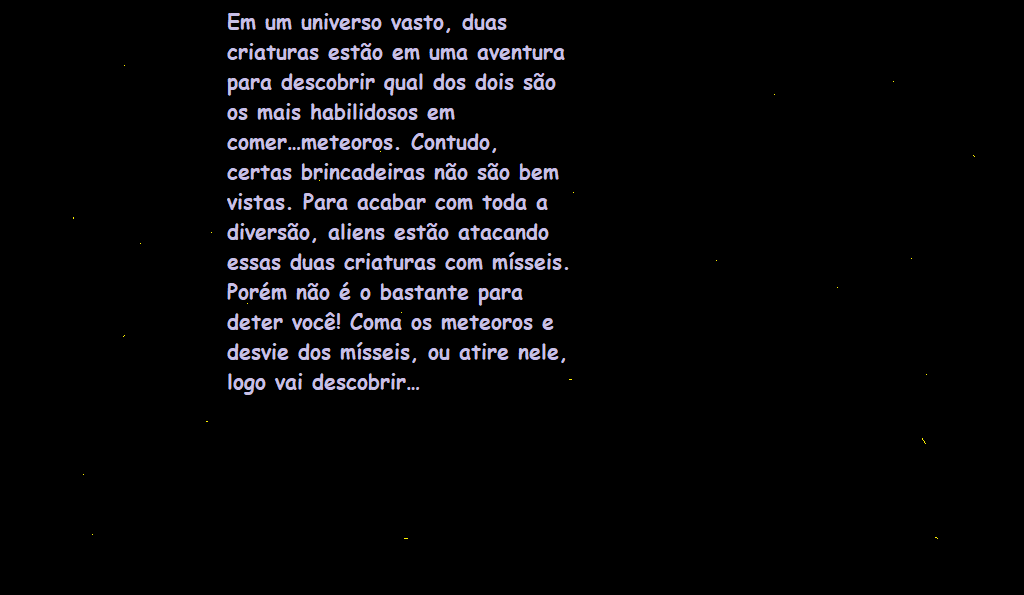 Em um universo vasto, duas
criaturas estão em uma aventura
para descobrir qual dos dois são
os mais habilidosos em
comer...meteoros. Contudo,
certas brincadeiras não são bem
vistas. Para acabar com toda a
diversão, aliens estão atacando
essas duas criaturas com mísseis.
Porém não é o bastante para
deter você! Coma os meteoros e
desvie dos mísseis, ou atire nele,
logo vai descobrir...